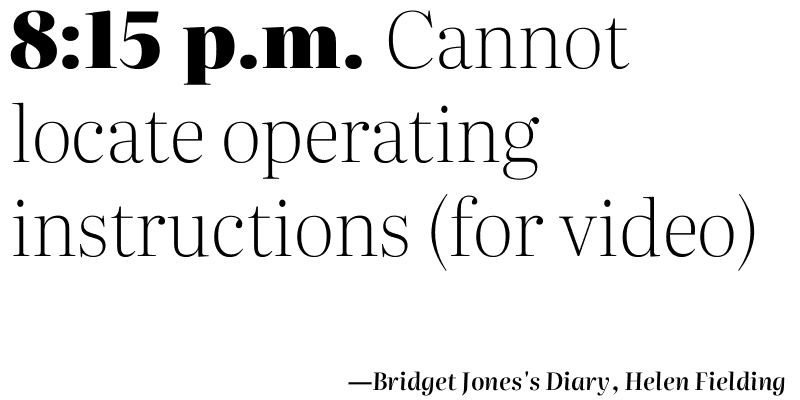 8:15 p.m. Cannot
locate operating
instructions (for video)
—Bridget Jones's Diary, Helen Fielding